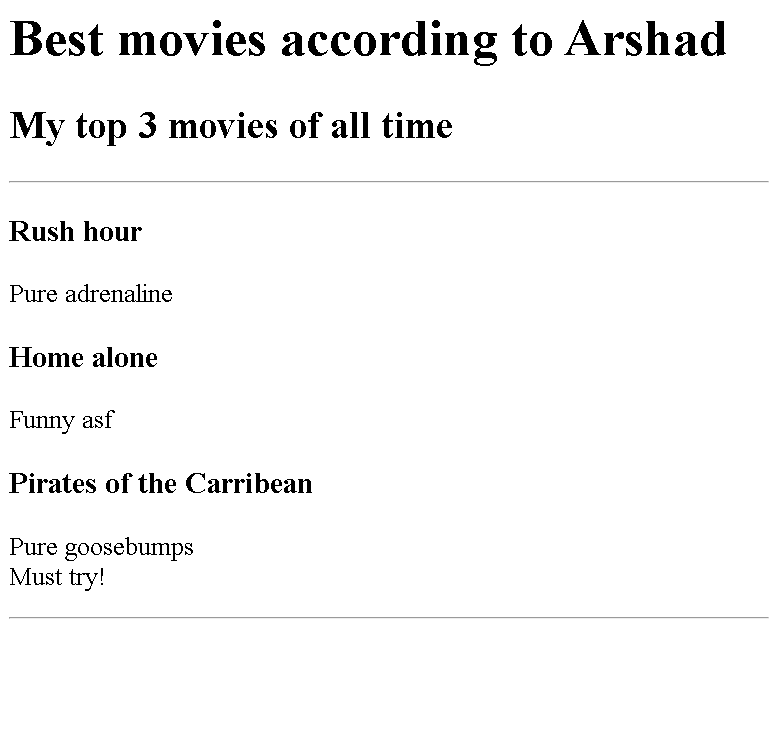 Best movies according to Arshad
My top 3 movies of all time
Rush hour
Pure adrenaline
Home alone
Funny asf
Pirates of the Carribean
Pure goosebumps
Must try!